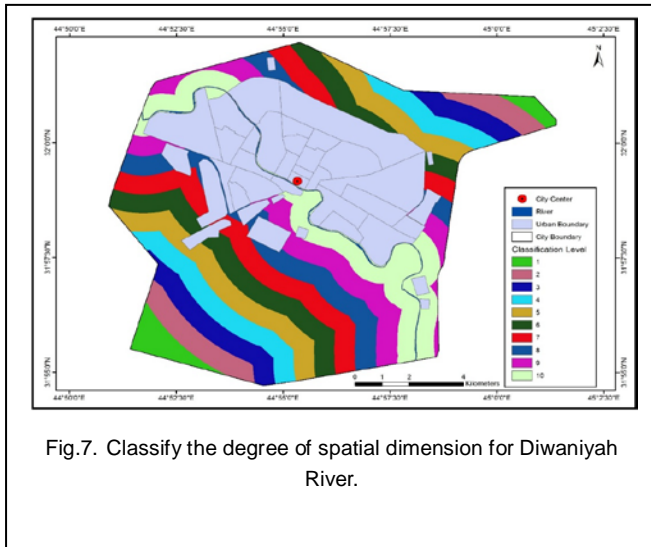 44°50'0"E 44°52'30"E 44°55'0"E 44°57'30"E 45°0'0"E 45°2'30"E
N
32°0'0"N 32°0'0"N
31°57'30"N 31°57'30"N
31°55'0"N 31°55'0"N
City Center
River
Urban Boundary
City Boundary
Classification Level
1
2
3
4
5
6
7
8
9
10
0 1 2 4
Kilometers
44°50'0"E 44°52'30"E 44°55'0"E 44°57'30"E 45°0'0"E 45°2'30"E
Fig.7. Classify the degree of spatial dimension for Diwaniyah
River.